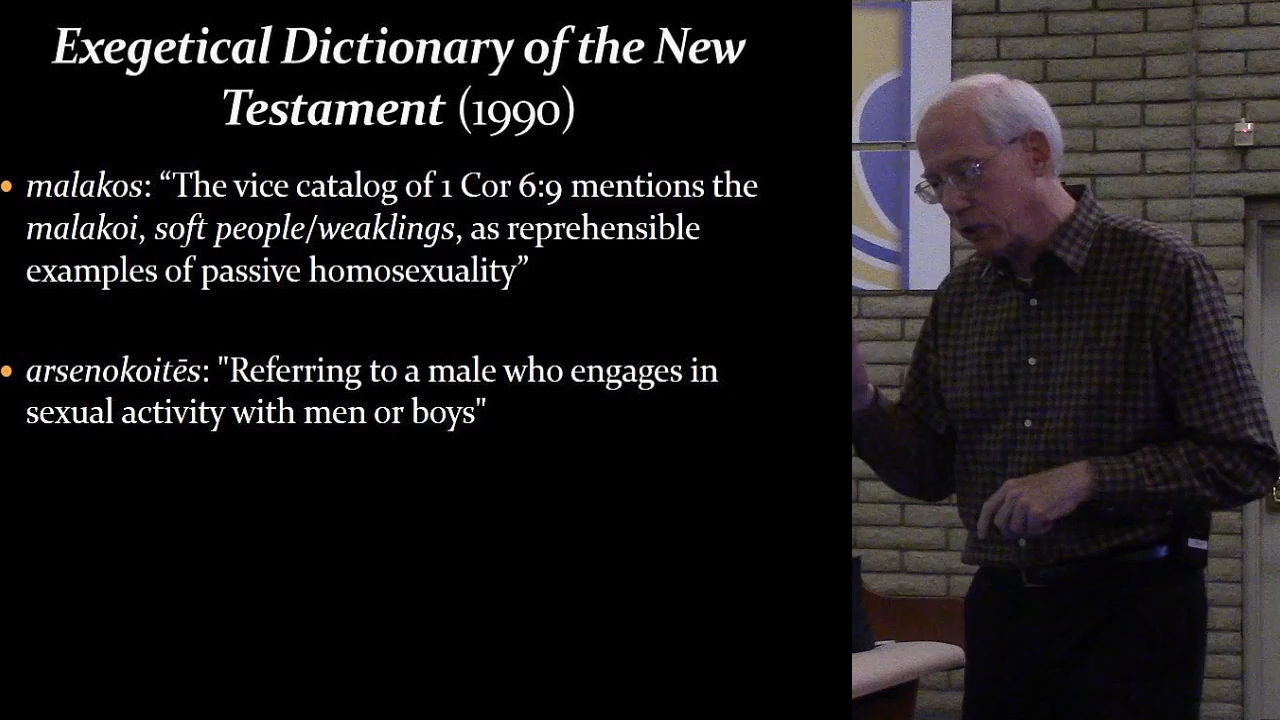 Exegetical Dictionary of the New
Testament (1990)
• malakos: “The vice catalog of 1 Cor 6:9 mentions the
malakoi, soft people/weaklings, as reprehensible
examples of passive homosexuality”
• arsenokoitēs: "Referring to a male who engages in
sexual activity with men or boys"